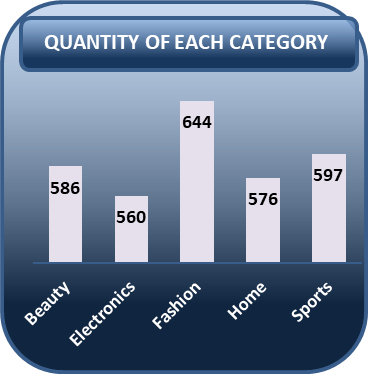 QUANTITY OF EACH CATEGORY
644
597
586
576
560
Beauty
Electronics
Fashion
Home
Sports